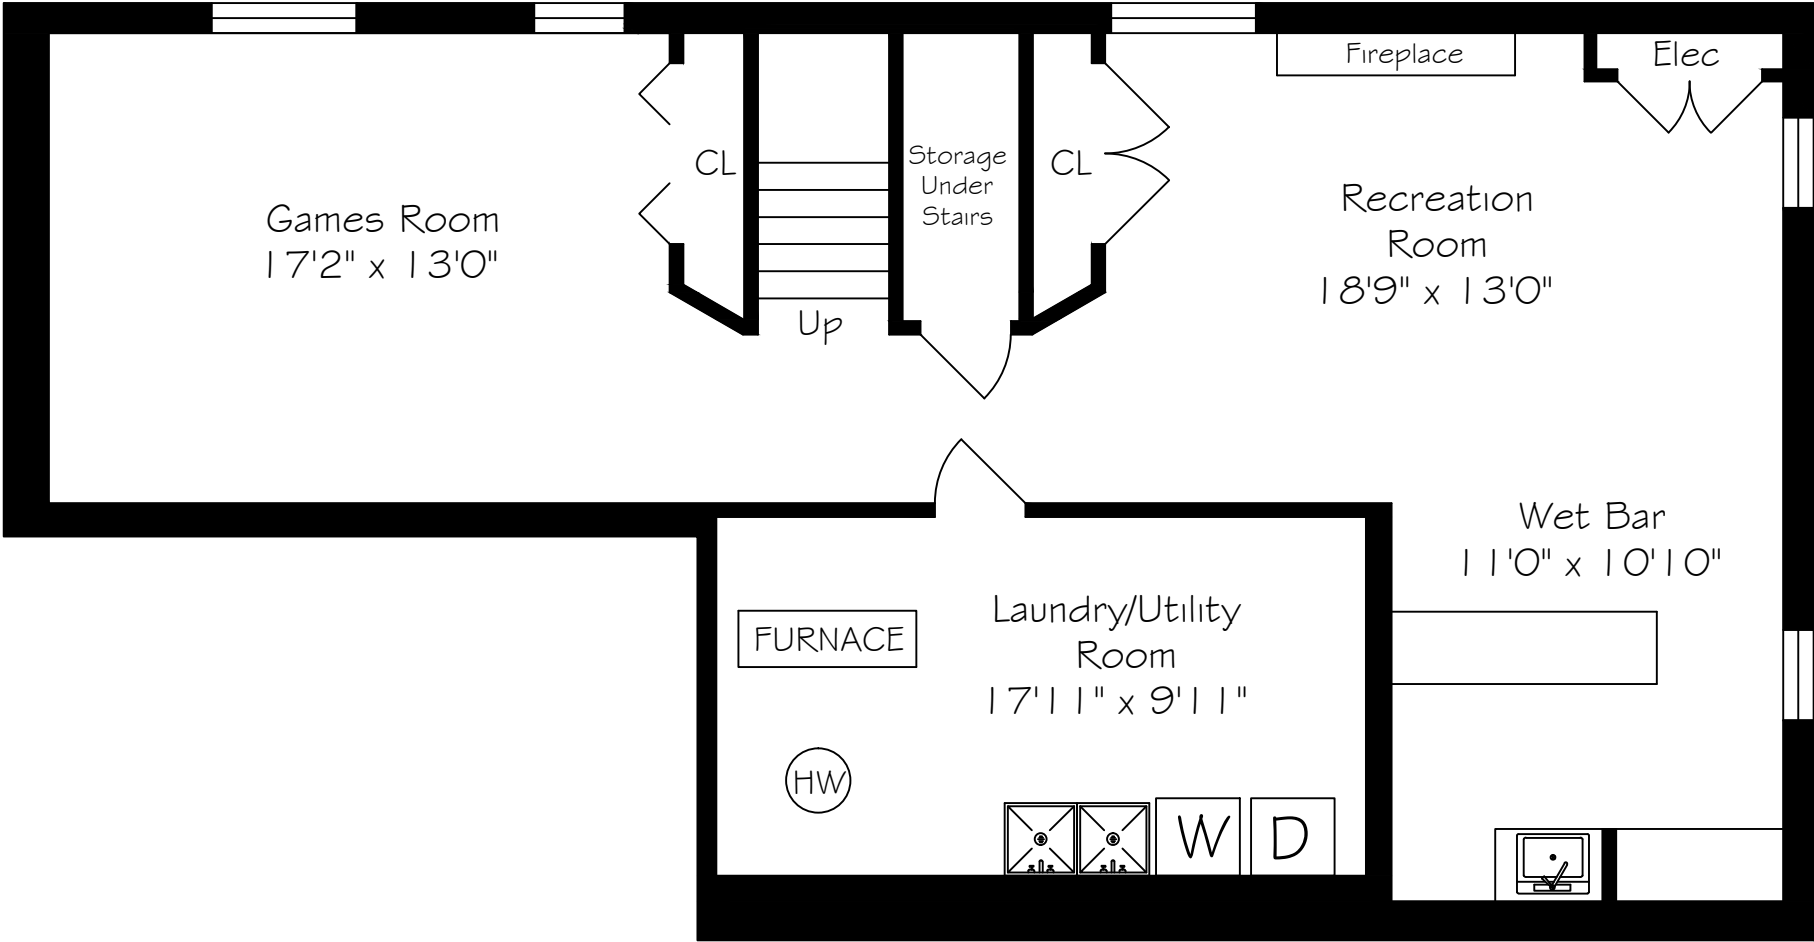 Fireplace
Elec
CL
Storage
Under
Stairs
CL
Games Room
17'2" x 13'0"
Recreation
Room
18'9" x 13'0"
Up
Wet Bar
11'0" x 10'10"
Laundry/Utility
Room
17'11" x 9'11"
FURNACE
HW
W
D